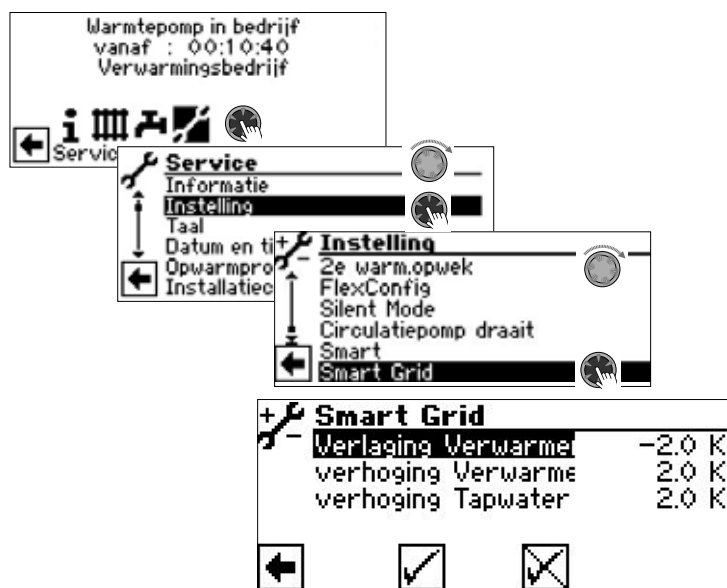 Warmtepomp in bedrijf
vanaf : 00:10:40
Verwarmingsbedrijf
Servic
Service
Informatie
Instelling
Taal
Datum en ti
Opwarmpro
Installatiec
Instelling
2e warm.opwek
FlexConfig
Silent Mode
Circulatiepomp draait
Smart
Smart Grid
Smart Grid
Verlaging Verwarmer -2.0 K
verhoging Verwarme 2.0 K
verhoging Tapwater 2.0 K